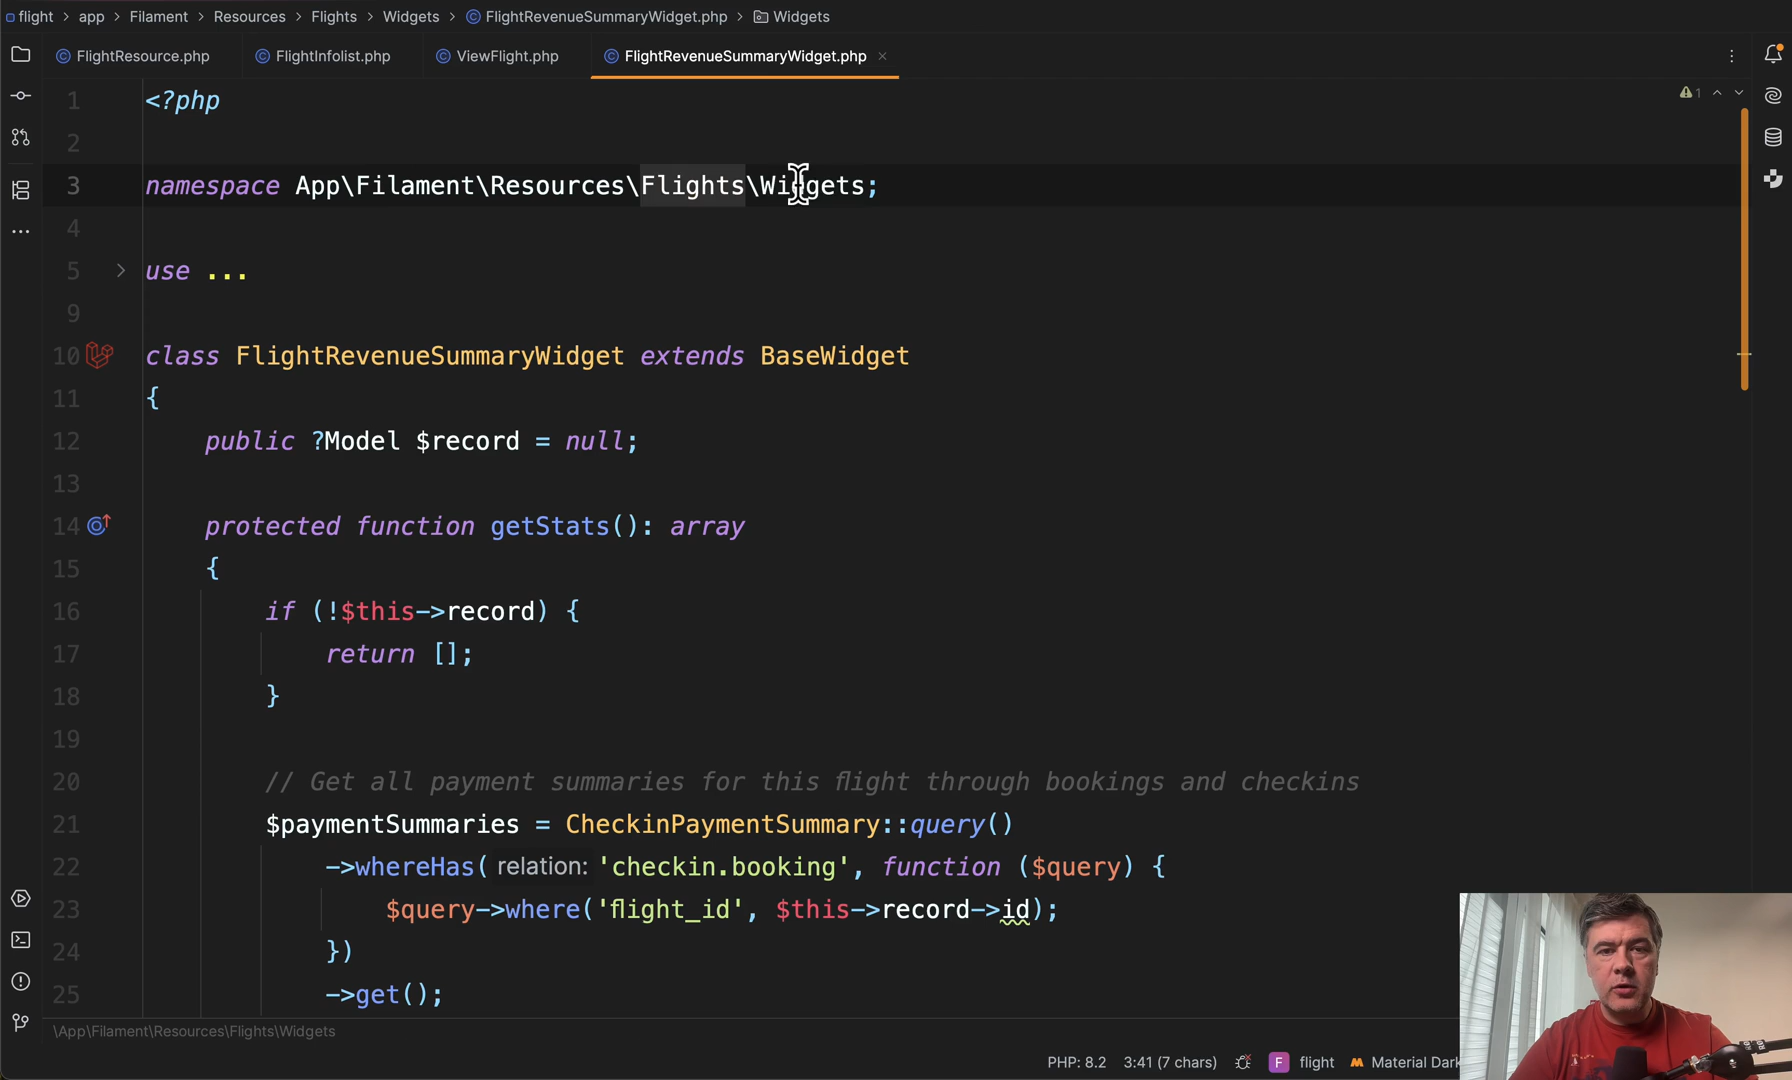 flight > app > Filament > Resources > Flights > Widgets > FlightRevenueSummaryWidget.php > Widgets
FlightResource.php FlightInfolist.php ViewFlight.php FlightRevenueSummaryWidget.php
1 <?php
1
2
3 namespace App\Filament\Resources\Flights\Widgets;
4
5 use ...
9
10 class FlightRevenueSummaryWidget extends BaseWidget
11 {
12 public ?Model $record = null;
13
14 protected function getStats(): array
15 {
16 if (!$this->record) {
17 return [];
18 }
19
20 // Get all payment summaries for this flight through bookings and checkins
21 $paymentSummaries = CheckinPaymentSummary::query()
22 ->whereHas( relation: 'checkin.booking', function ($query) {
23 $query->where('flight_id', $this->record->id);
24 })
25 ->get();
\App\Filament\Resources\Flights\Widgets
PHP: 8.2 3:41 (7 chars) F flight Material Dark